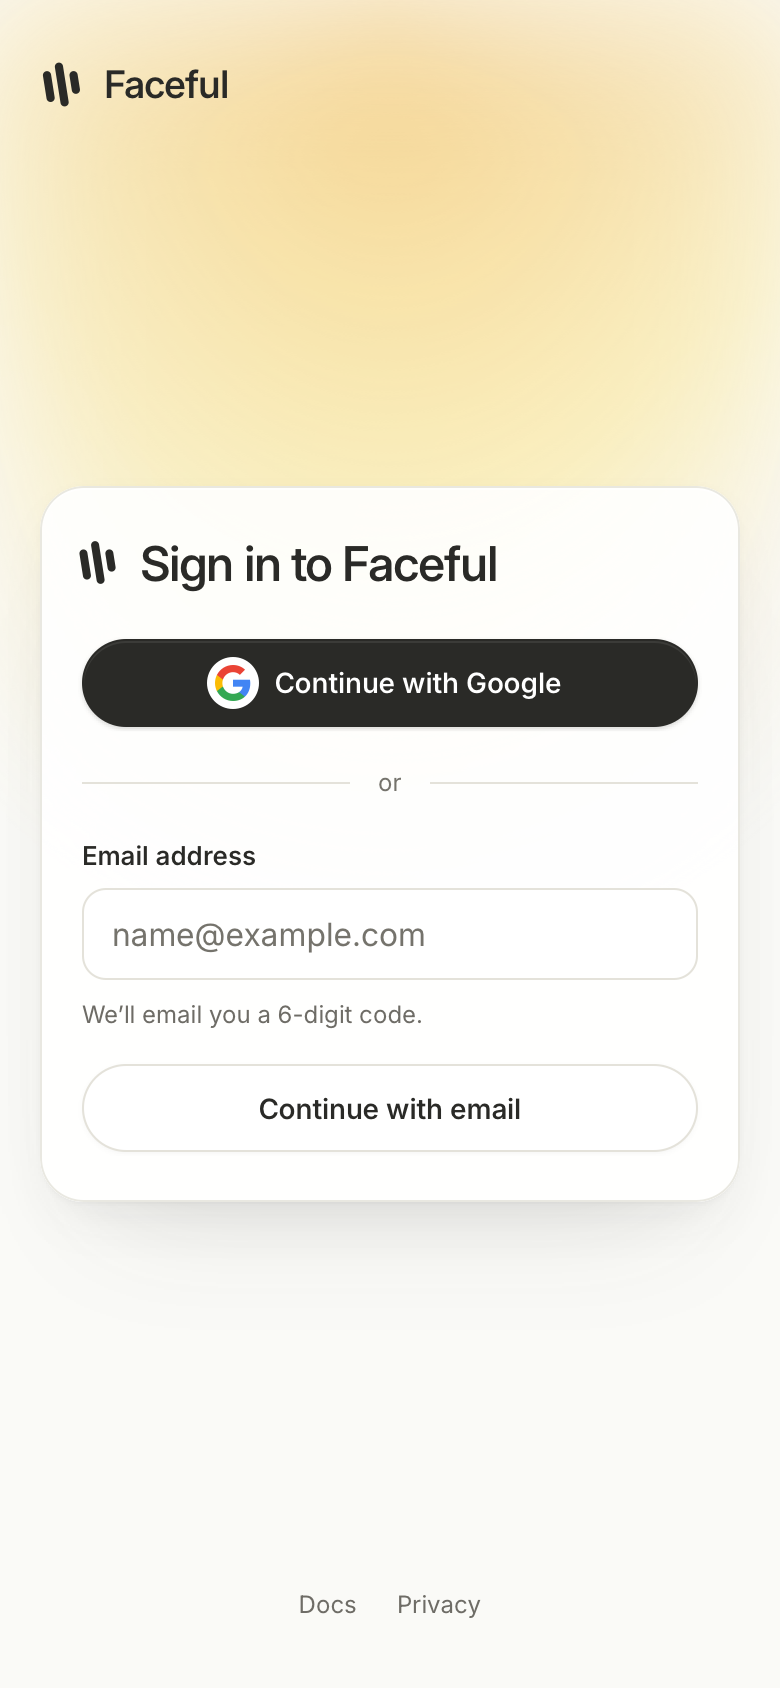 Faceful
Sign in to Faceful
Continue with Google
or
Email address
name@example.com
We’ll email you a 6-digit code.
Continue with email
Docs Privacy